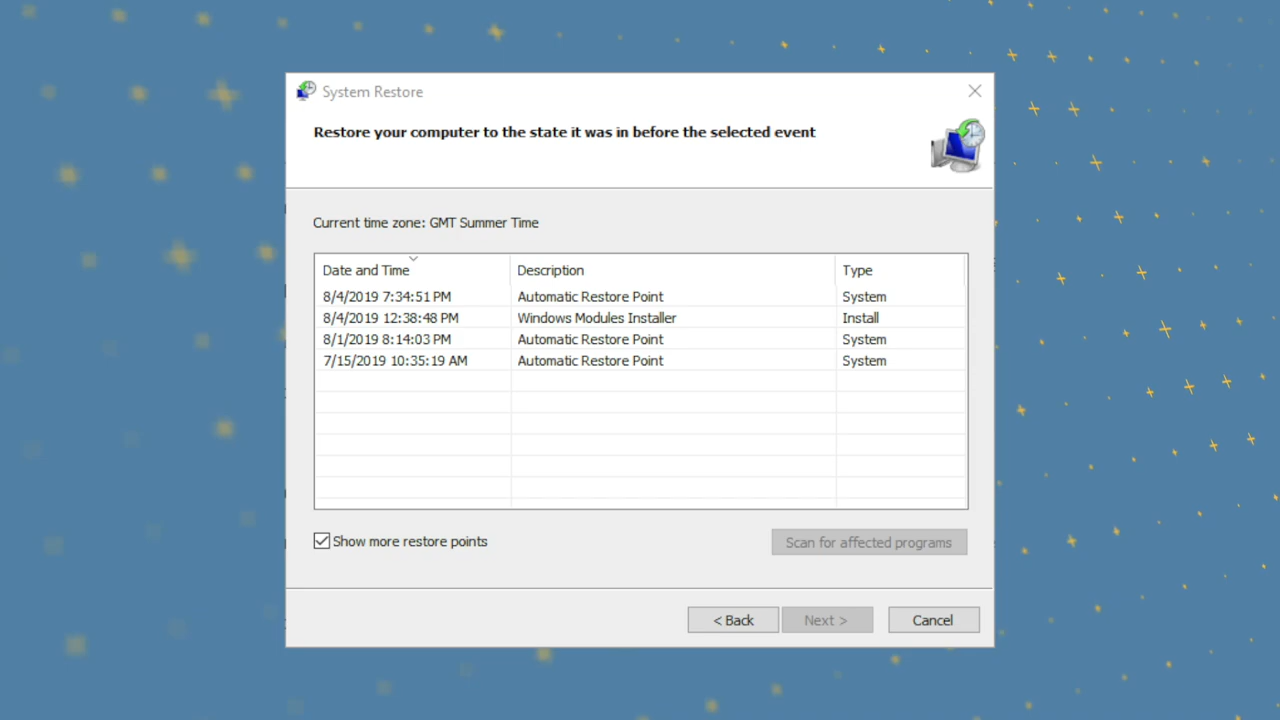 System Restore
Restore your computer to the state it was in before the selected event
Current time zone: GMT Summer Time
Date and Time Description Type
8/4/2019 7:34:51 PM Automatic Restore Point System
8/4/2019 12:38:48 PM Windows Modules Installer Install
8/1/2019 8:14:03 PM Automatic Restore Point System
7/15/2019 10:35:19 AM Automatic Restore Point System
Show more restore points Scan for affected programs
< Back Next > Cancel